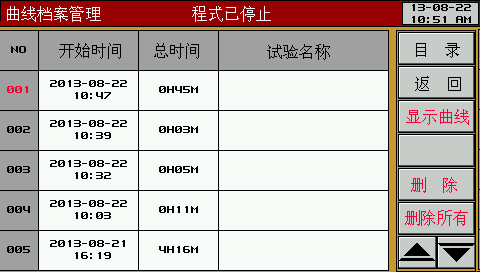 曲线档案管理 程式已停止 13-08-22
10:51 AM
NO 开始时间 总时间 试验名称
001 2013-08-22 10:47 0H45M
002 2013-08-22 10:39 0H03M
003 2013-08-22 10:32 0H05M
004 2013-08-22 10:03 0H11M
005 2013-08-21 16:19 4H16M
目 录
返 回
显示曲线
删 除
删除所有